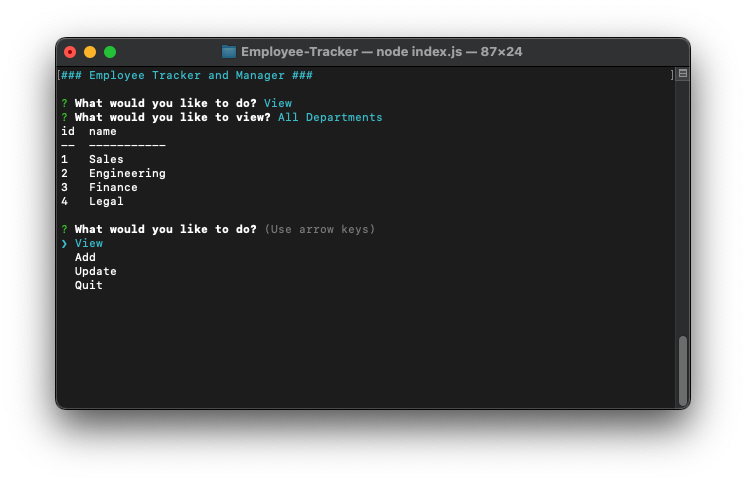 Employee-Tracker — node index.js — 87×24
[### Employee Tracker and Manager ### ]
? What would you like to do? View
? What would you like to view? All Departments
id  name
--  -----------
1   Sales
2   Engineering
3   Finance
4   Legal
? What would you like to do? (Use arrow keys)
❯ View
  Add
  Update
  Quit